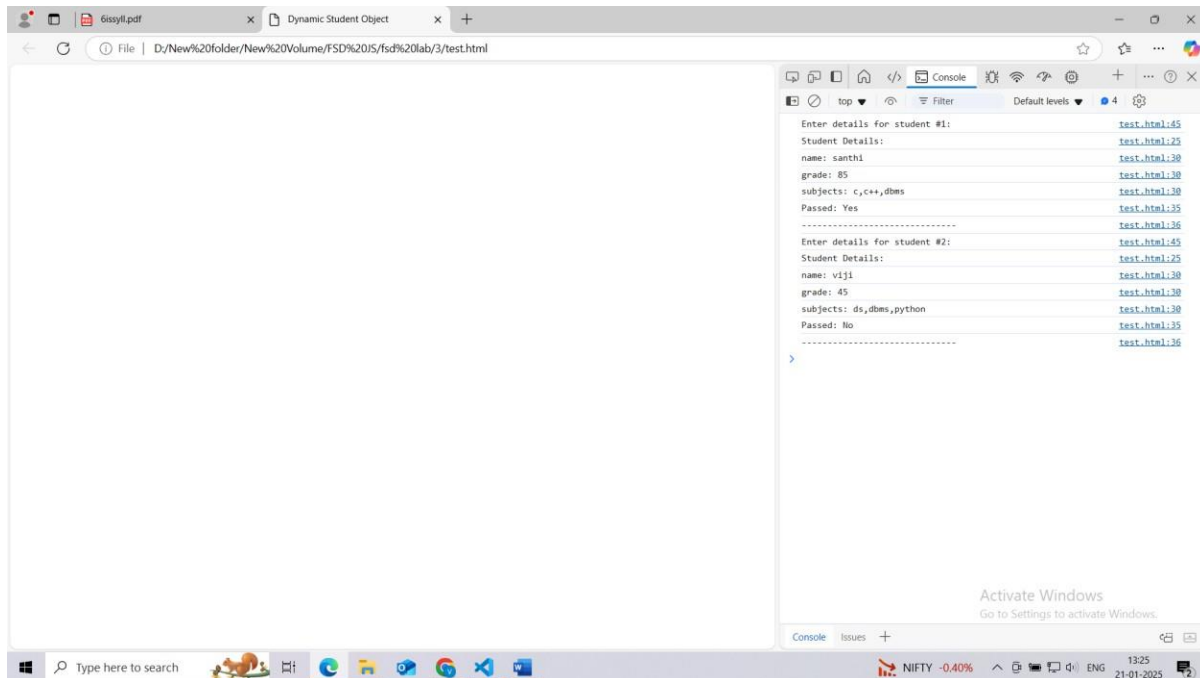 6issyll.pdf
Dynamic Student Object
File | D:/New%20folder/New%20Volume/FSD%20JS/fsd%20lab/3/test.html
Console
top
Filter
Default levels
4
Enter details for student #1: test.html:45
Student Details: test.html:25
name: santhi test.html:30
grade: 85 test.html:30
subjects: c,c++,dbms test.html:30
Passed: Yes test.html:35
------------------------------ test.html:36
Enter details for student #2: test.html:45
Student Details: test.html:25
name: viji test.html:30
grade: 45 test.html:30
subjects: ds,dbms,python test.html:30
Passed: No test.html:35
------------------------------ test.html:36
Activate Windows
Go to Settings to activate Windows.
Console Issues
Type here to search
NIFTY -0.40%
ENG
13:25
21-01-2025
2